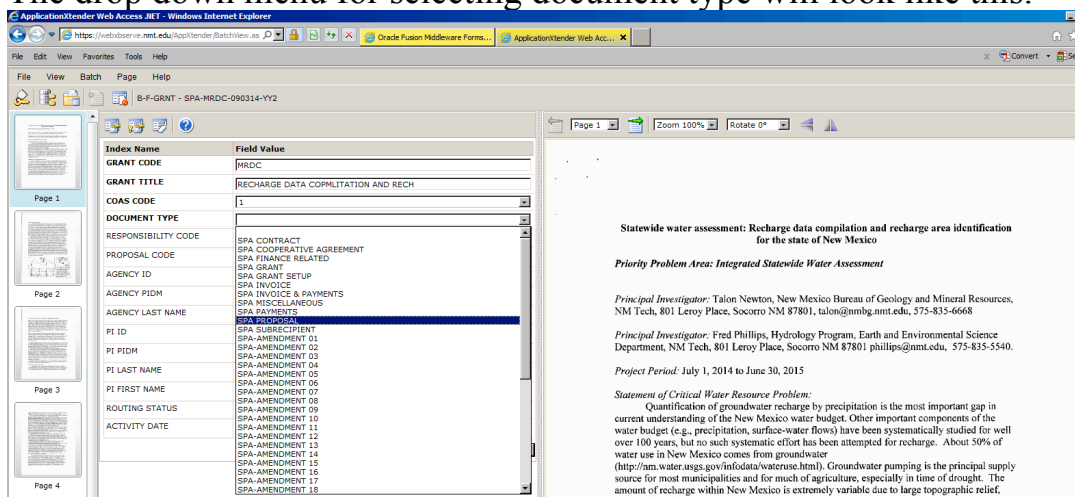 The drop down menu for selecting document type will look like this:
ApplicationXtender Web Access .NET - Windows Internet Explorer
https://webxbserve.nmt.edu/AppXtender/BatchView.as
Oracle Fusion Middleware Forms...
ApplicationXtender Web Acc...
File Edit View Favorites Tools Help
Convert
File View Batch Page Help
B-F-GRNT - SPA-MRDC-090314-YY2
Page 1
Zoom 100%
Rotate 0°
Index Name Field Value
GRANT CODE MRDC
GRANT TITLE RECHARGE DATA COPMLITATION AND RECH
COAS CODE 1
DOCUMENT TYPE
RESPONSIBILITY CODE
PROPOSAL CODE
AGENCY ID
AGENCY PIDM
AGENCY LAST NAME
PI ID
PI PIDM
PI LAST NAME
PI FIRST NAME
ROUTING STATUS
ACTIVITY DATE
SPA CONTRACT
SPA COOPERATIVE AGREEMENT
SPA FINANCE RELATED
SPA GRANT
SPA GRANT SETUP
SPA INVOICE
SPA INVOICE & PAYMENTS
SPA MISCELLANEOUS
SPA PAYMENTS
SPA PROPOSAL
SPA SUBRECIPIENT
SPA-AMENDMENT 01
SPA-AMENDMENT 02
SPA-AMENDMENT 03
SPA-AMENDMENT 04
SPA-AMENDMENT 05
SPA-AMENDMENT 06
SPA-AMENDMENT 07
SPA-AMENDMENT 08
SPA-AMENDMENT 09
SPA-AMENDMENT 10
SPA-AMENDMENT 11
SPA-AMENDMENT 12
SPA-AMENDMENT 13
SPA-AMENDMENT 14
SPA-AMENDMENT 15
SPA-AMENDMENT 16
SPA-AMENDMENT 17
SPA-AMENDMENT 18
Page 1
Page 2
Page 3
Page 4
Statewide water assessment: Recharge data compilation and recharge area identification
for the state of New Mexico
Priority Problem Area: Integrated Statewide Water Assessment
Principal Investigator: Talon Newton, New Mexico Bureau of Geology and Mineral Resources,
NM Tech, 801 Leroy Place, Socorro NM 87801, talon@nmbg.nmt.edu, 575-835-6668
Principal Investigator: Fred Phillips, Hydrology Program, Earth and Environmental Science
Department, NM Tech, 801 Leroy Place, Socorro NM 87801 phillips@nmt.edu, 575-835-5540.
Project Period: July 1, 2014 to June 30, 2015
Statement of Critical Water Resource Problem:
Quantification of groundwater recharge by precipitation is the most important gap in
current understanding of the New Mexico water budget. Other important components of the
water budget (e.g., precipitation, surface-water flows) have been systematically studied for well
over 100 years, but no such systematic effort has been attempted for recharge. About 50% of
water use in New Mexico comes from groundwater
(http://nm.water.usgs.gov/infodata/wateruse.html). Groundwater pumping is the principal supply
source for most municipalities and for much of agriculture, especially in time of drought. The
amount of recharge within New Mexico is extremely variable due to large topographic relief,